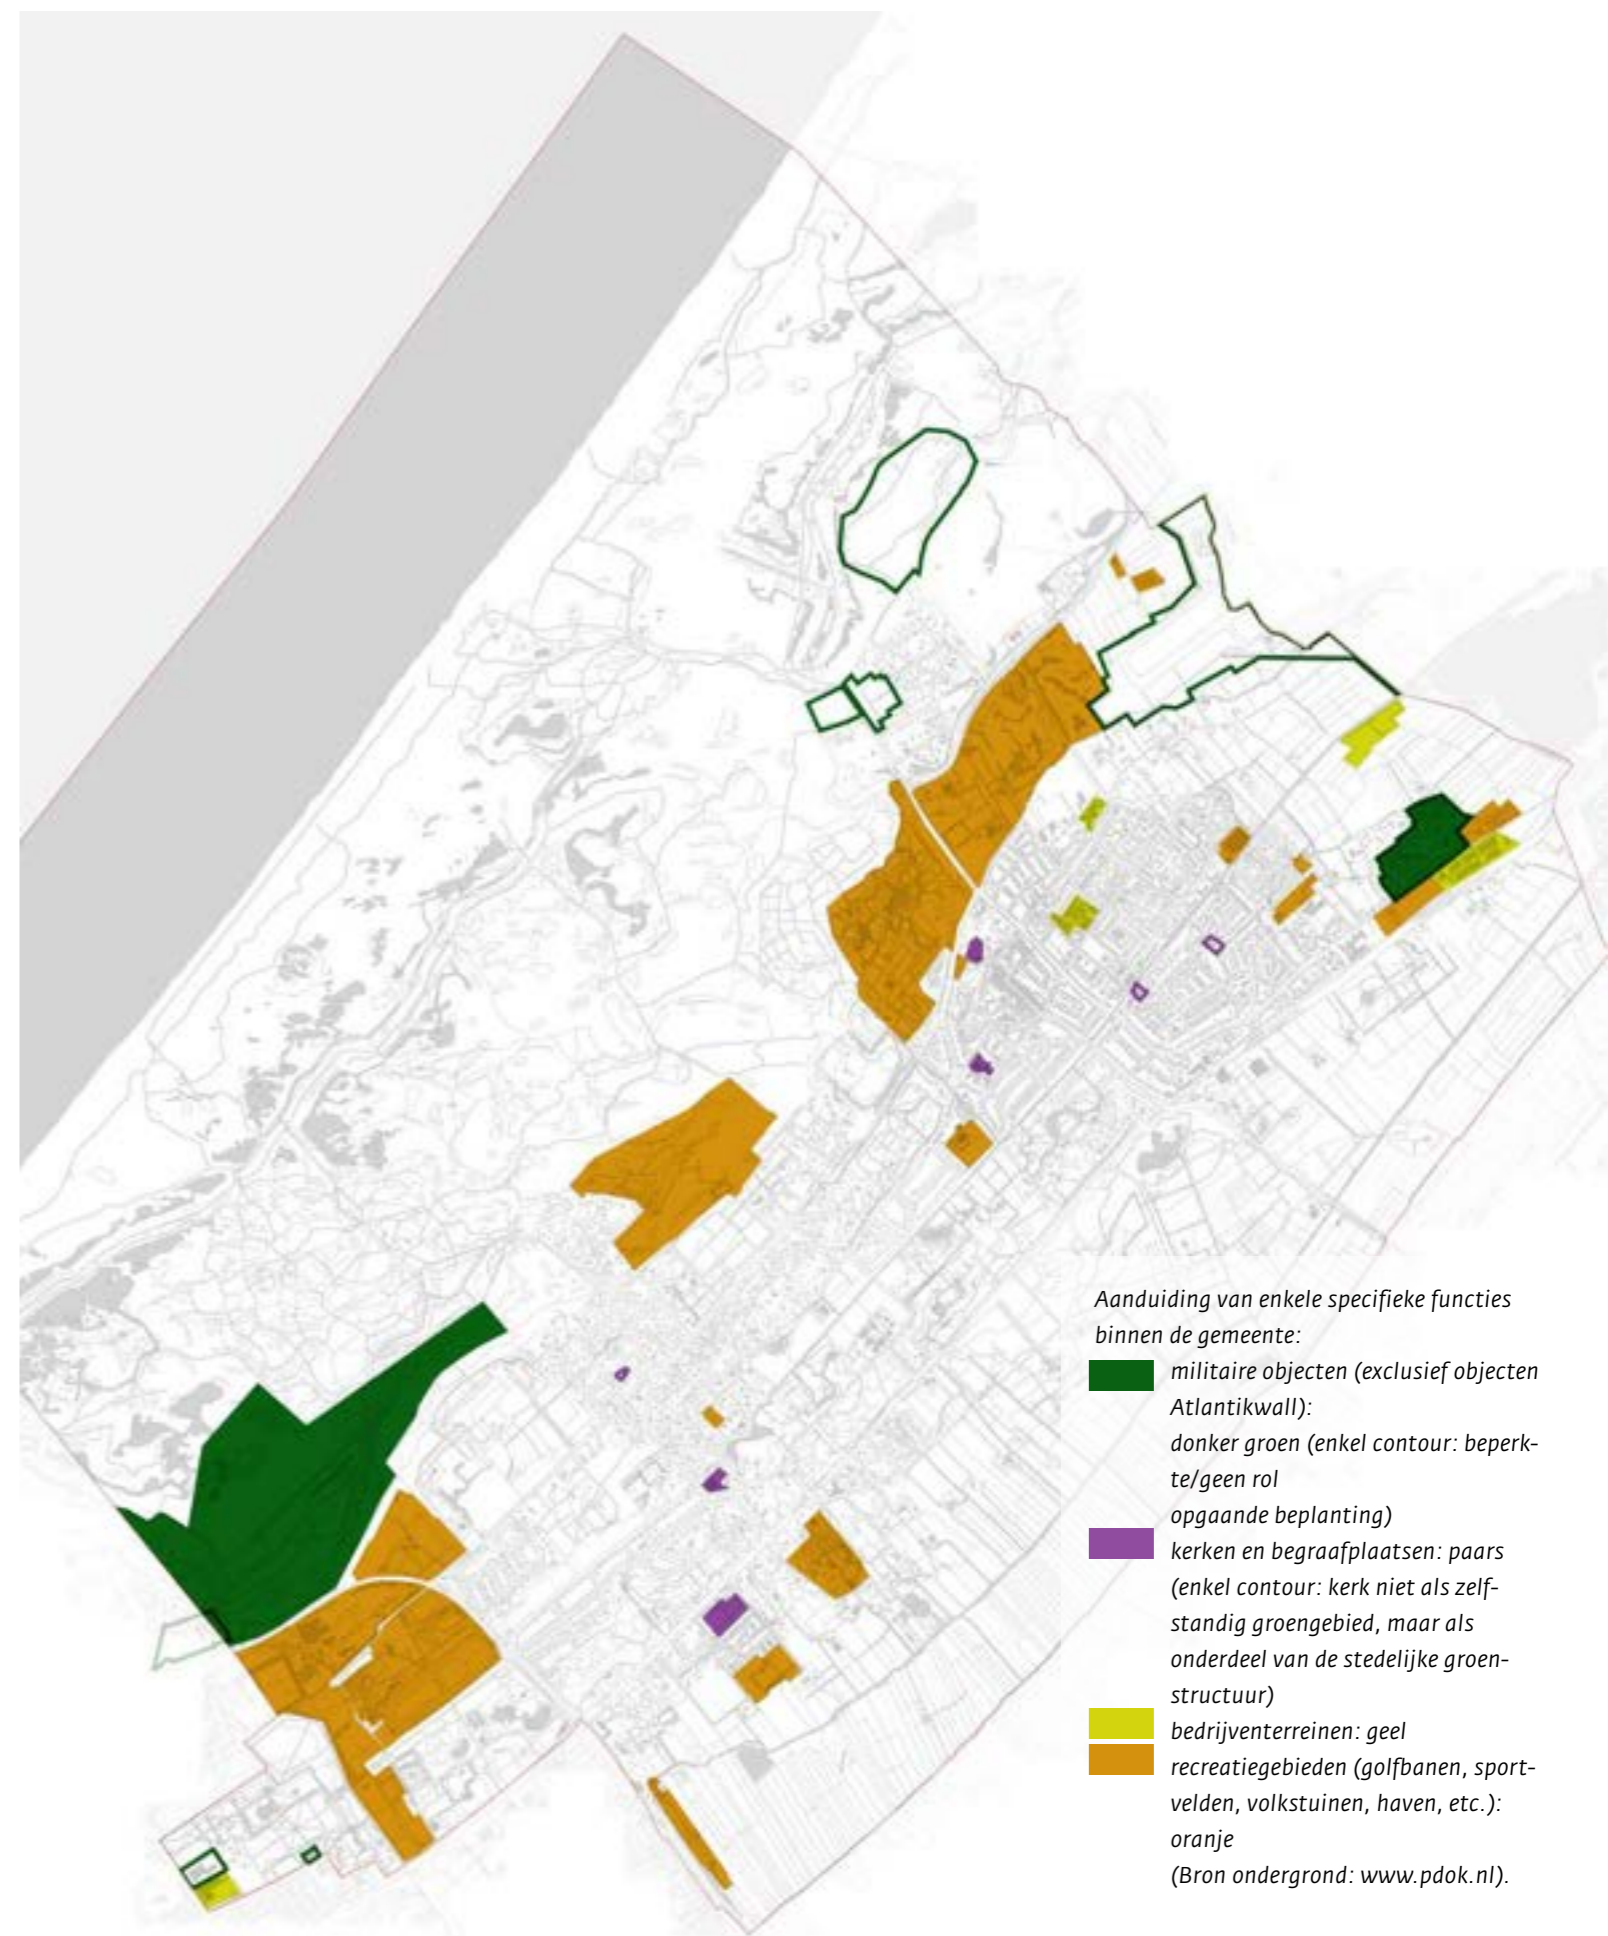 Aanduiding van enkele specifieke functies
binnen de gemeente:
militaire objecten (exclusief objecten
Atlantikwall):
donker groen (enkel contour: beperk-
te/geen rol
opgaande beplanting)
kerken en begraafplaatsen: paars
(enkel contour: kerk niet als zelf-
standig groengebied, maar als
onderdeel van de stedelijke groen-
structuur)
bedrijventerreinen: geel
recreatiegebieden (golfbanen, sport-
velden, volkstuinen, haven, etc.):
oranje
(Bron ondergrond: www.pdok.nl).